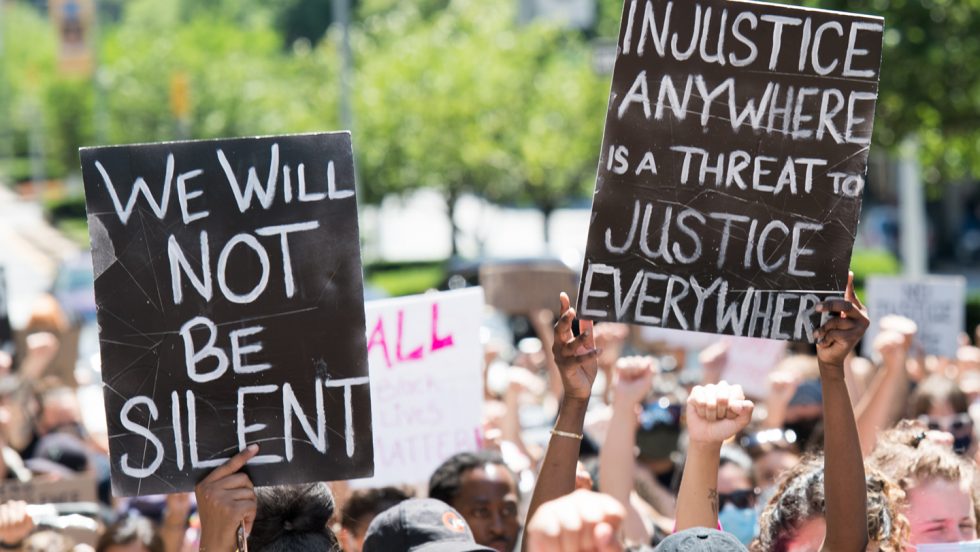 WE WILL
NOT
BE
SILENT
INJUSTICE
ANYWHERE
IS A THREAT TO
JUSTICE
EVERYWHERE
ALL
Black
Lives
MATTER